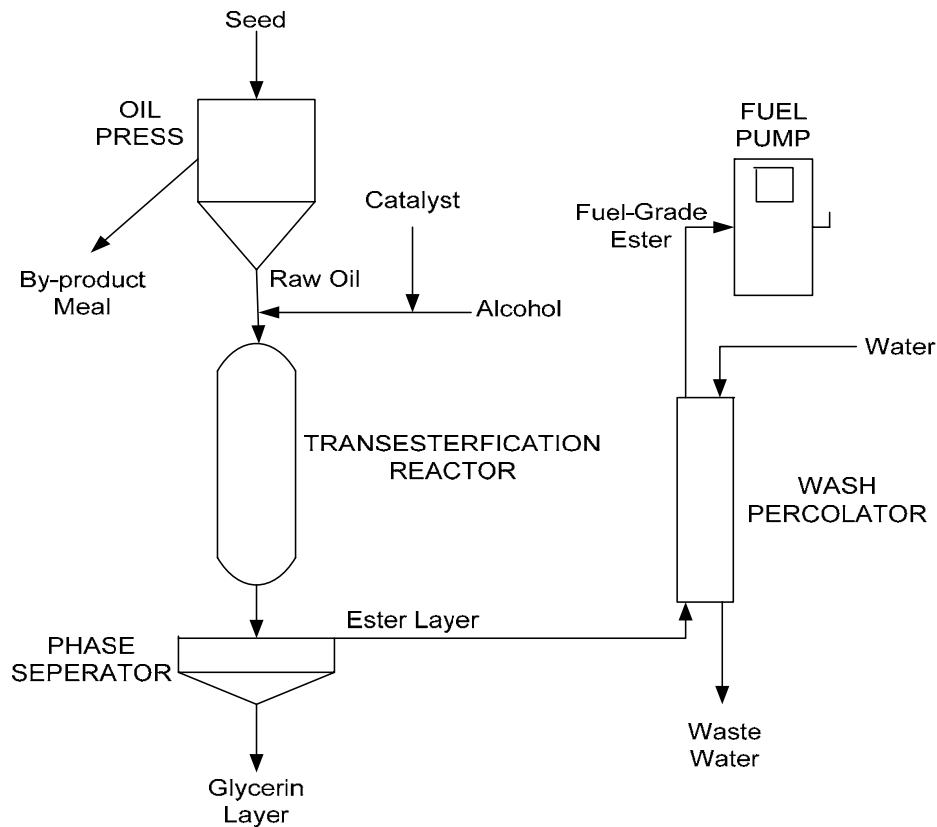 Seed
OIL
PRESS
FUEL
PUMP
Catalyst
Fuel-Grade
Ester
By-product
Meal
Raw Oil
Alcohol
Water
TRANSESTERFICATION
REACTOR
WASH
PERCOLATOR
Ester Layer
PHASE
SEPERATOR
Waste
Water
Glycerin
Layer